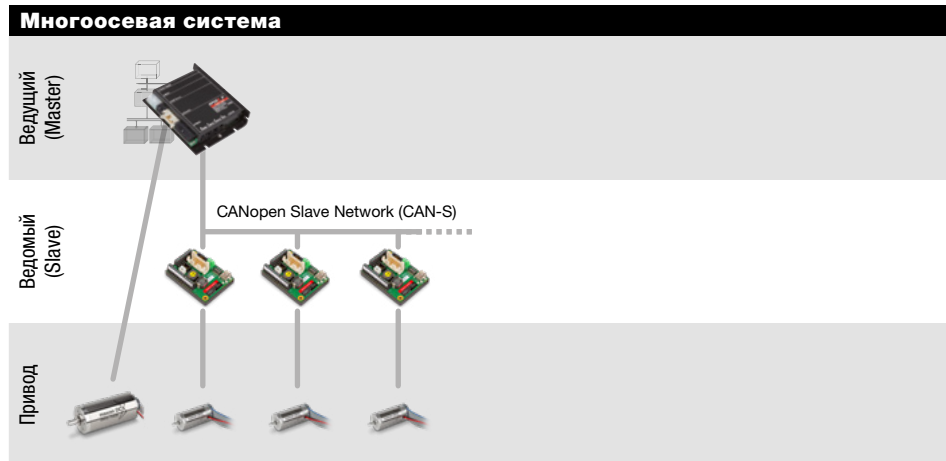 Многоосевая система
Ведущий
(Master)
CANopen Slave Network (CAN-S)
Ведомый
(Slave)
Привод